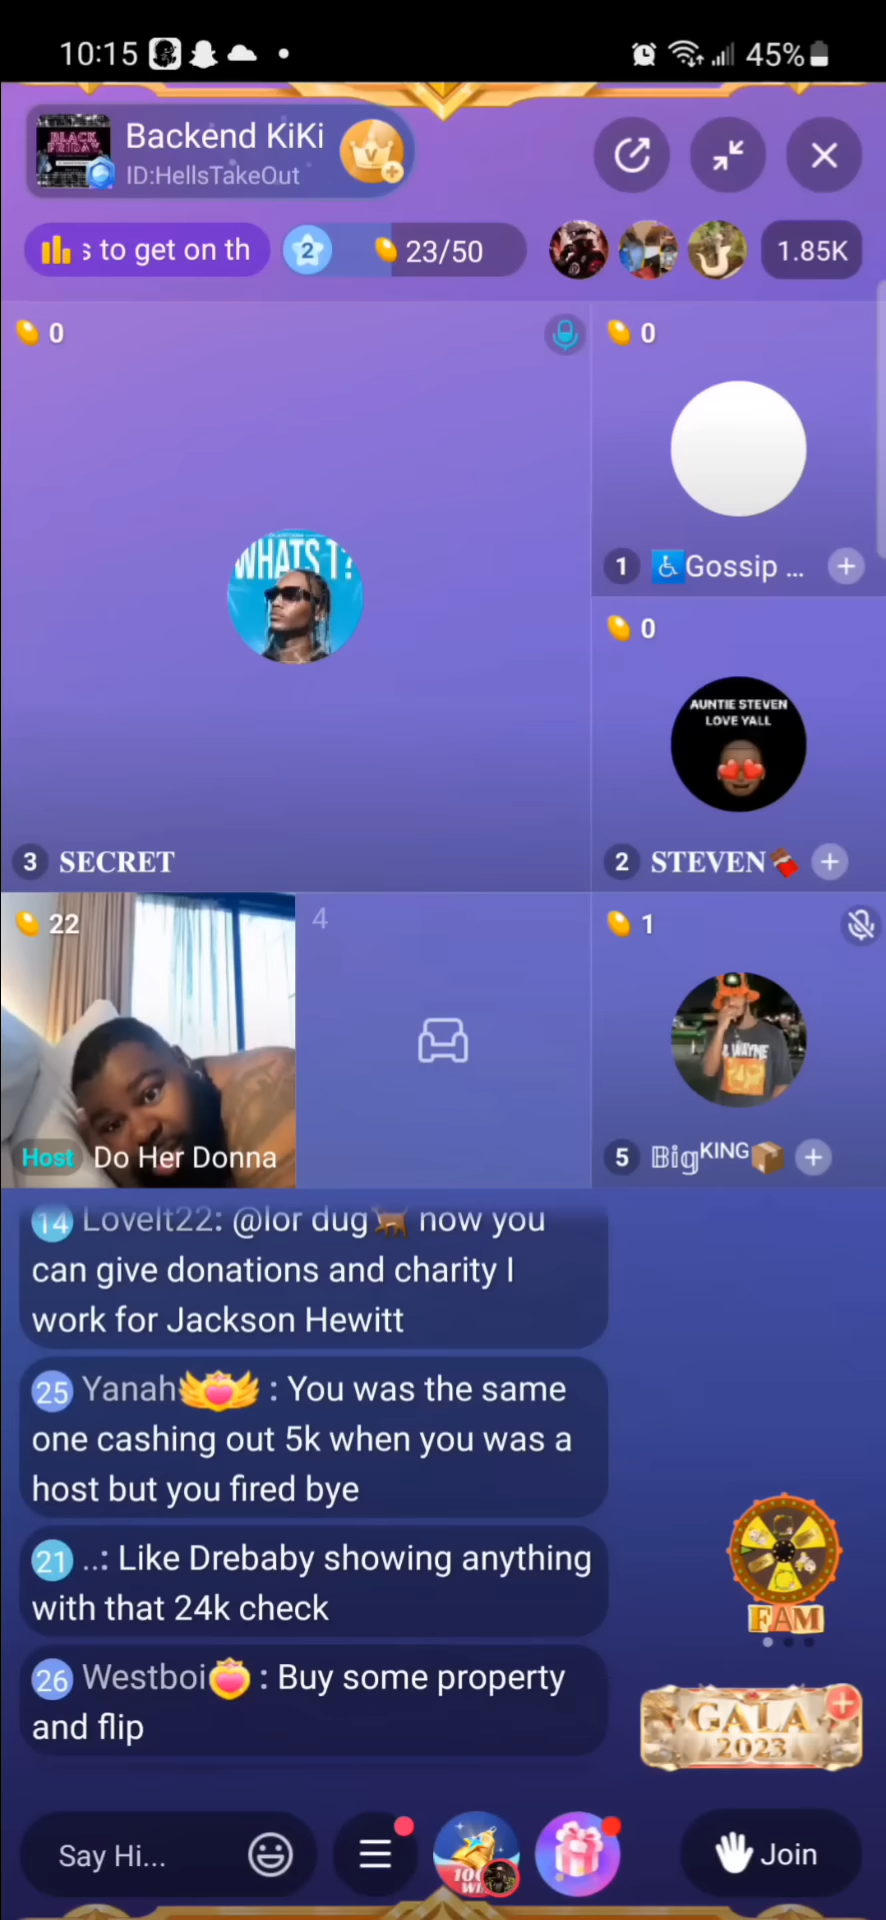 10:15
45%
BLACK
FRIDAY
Backend KiKi
ID:HellsTakeOut
s to get on th
2
23/50
1.85K
0
0
WHATS T?
1 Gossip ...
0
AUNTIE STEVEN
LOVE YALL
3 SECRET
2 STEVEN
22
4
1
WAYNE
Host Do Her Donna
5 𝔹𝕚𝕘ᴷᴵᴺᴳ
14 LoveIt22: @lor dug now you
can give donations and charity I
work for Jackson Hewitt
25 Yanah : You was the same
one cashing out 5k when you was a
host but you fired bye
21 ..: Like Drebaby showing anything
with that 24k check
26 Westboi : Buy some property
and flip
FAM
GALA
2023
Say Hi...
Join